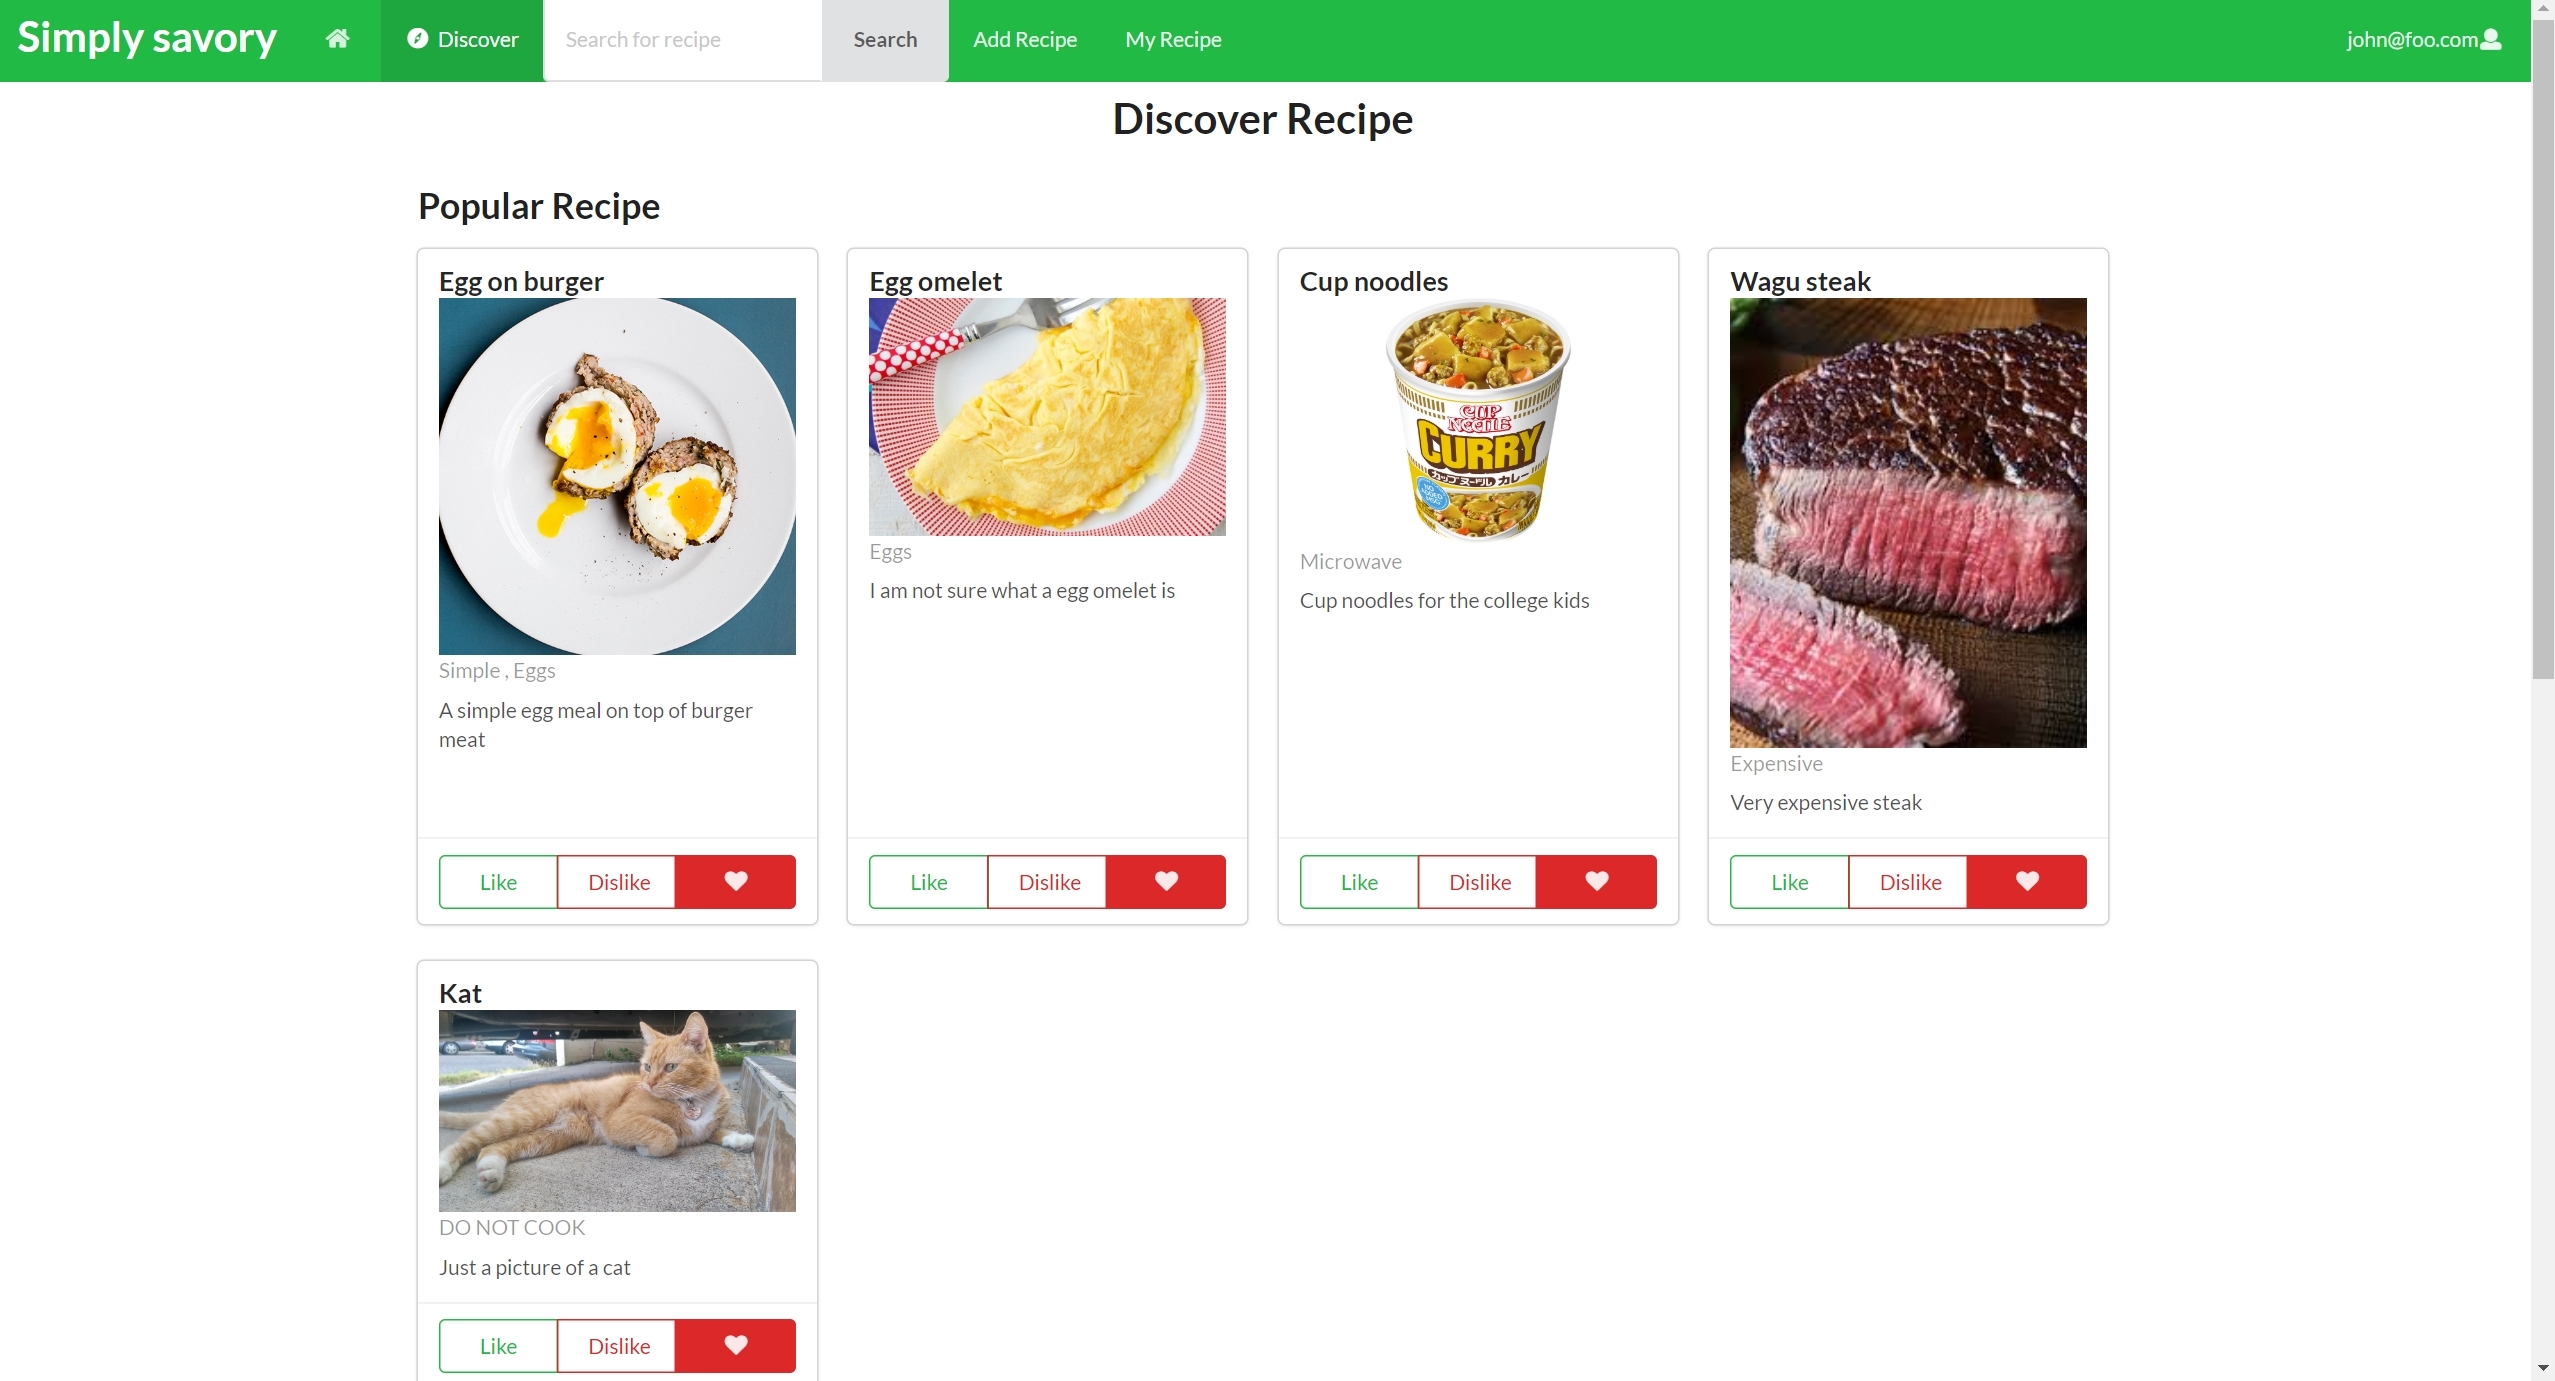 Simply savory
Discover
Search for recipe
Search
Add Recipe
My Recipe
john@foo.com
Discover Recipe
Popular Recipe
Egg on burger
Simple , Eggs
A simple egg meal on top of burger
meat
Like
Dislike
Egg omelet
Eggs
I am not sure what a egg omelet is
Like
Dislike
Cup noodles
CUP
NOODLE
CURRY
カップヌードル カレー
NO
ADDED
MSG
Microwave
Cup noodles for the college kids
Like
Dislike
Wagu steak
Expensive
Very expensive steak
Like
Dislike
Kat
DO NOT COOK
Just a picture of a cat
Like
Dislike